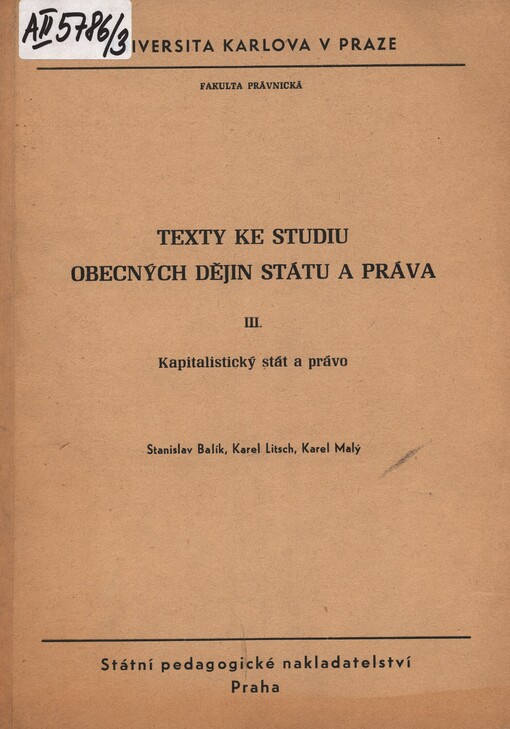 AII 5786/3
IVERSITA KARLOVA V PRAZE
FAKULTA PRÁVNICKÁ
TEXTY KE STUDIU
OBECNÝCH DĚJIN STÁTU A PRÁVA
III.
Kapitalistický stát a právo
Stanislav Balík, Karel Litsch, Karel Malý
Státní pedagogické nakladatelství
Praha